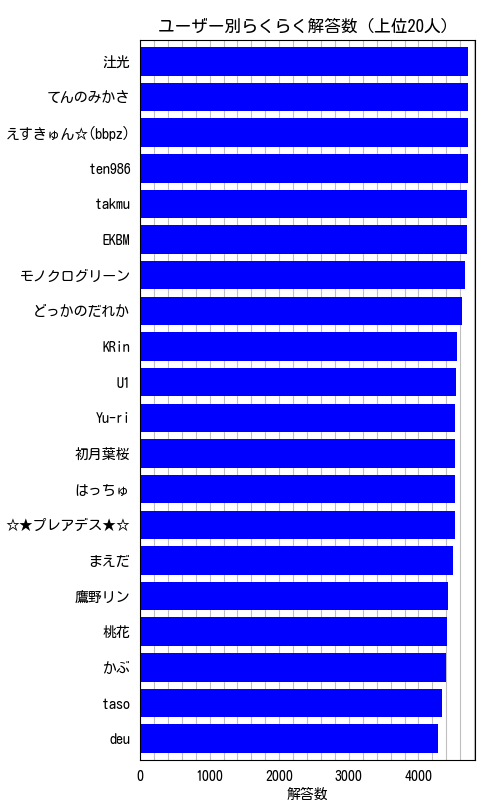 ユーザー別らくらく解答数（上位20人）
辻光
てんのみかさ
えすきゅん☆(bbpz)
ten986
takmu
EKBM
モノクログリーン
どっかのだれか
KRin
U1
Yu-ri
初月葉桜
はっちゅ
☆★プレアデス★☆
まえだ
鷹野リン
桃花
かぶ
taso
deu
0 1000 2000 3000 4000
解答数